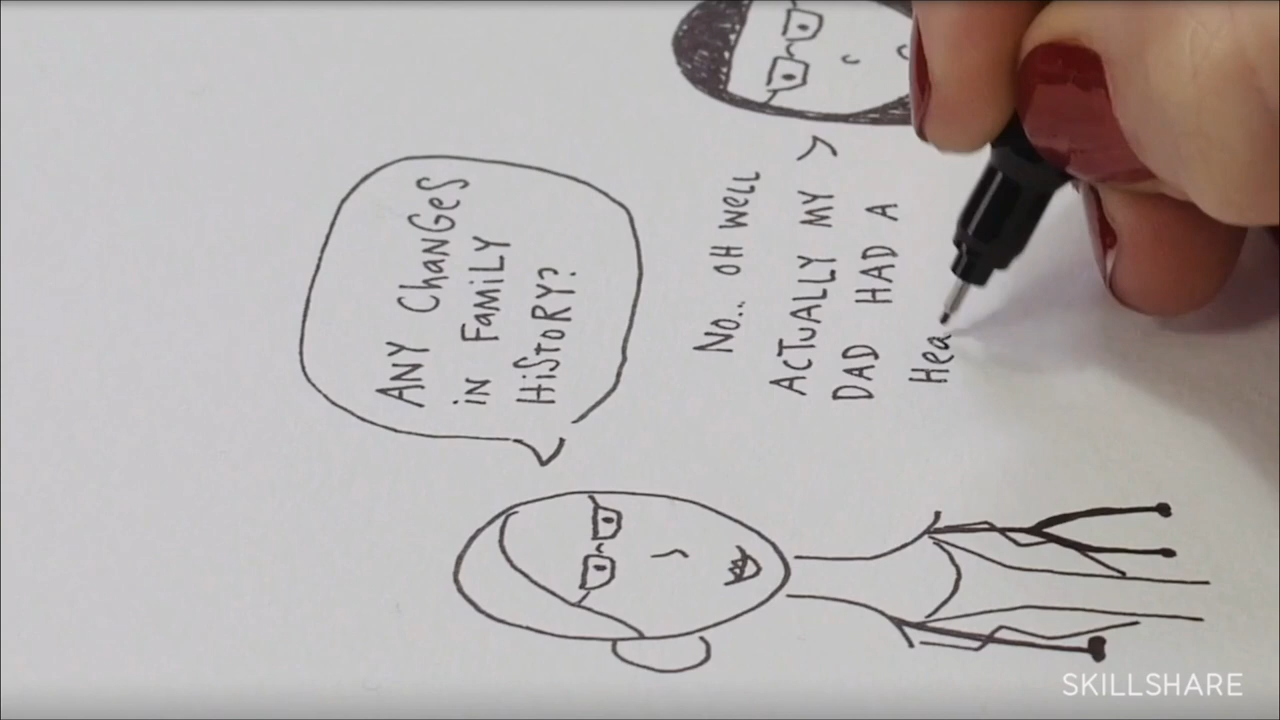 ANY CHaNGeS
iN FamiLY
HiSToRY?
No.. OH well
ACTUALLY MY
DAD HAD A
Hea
SKILLSHARE